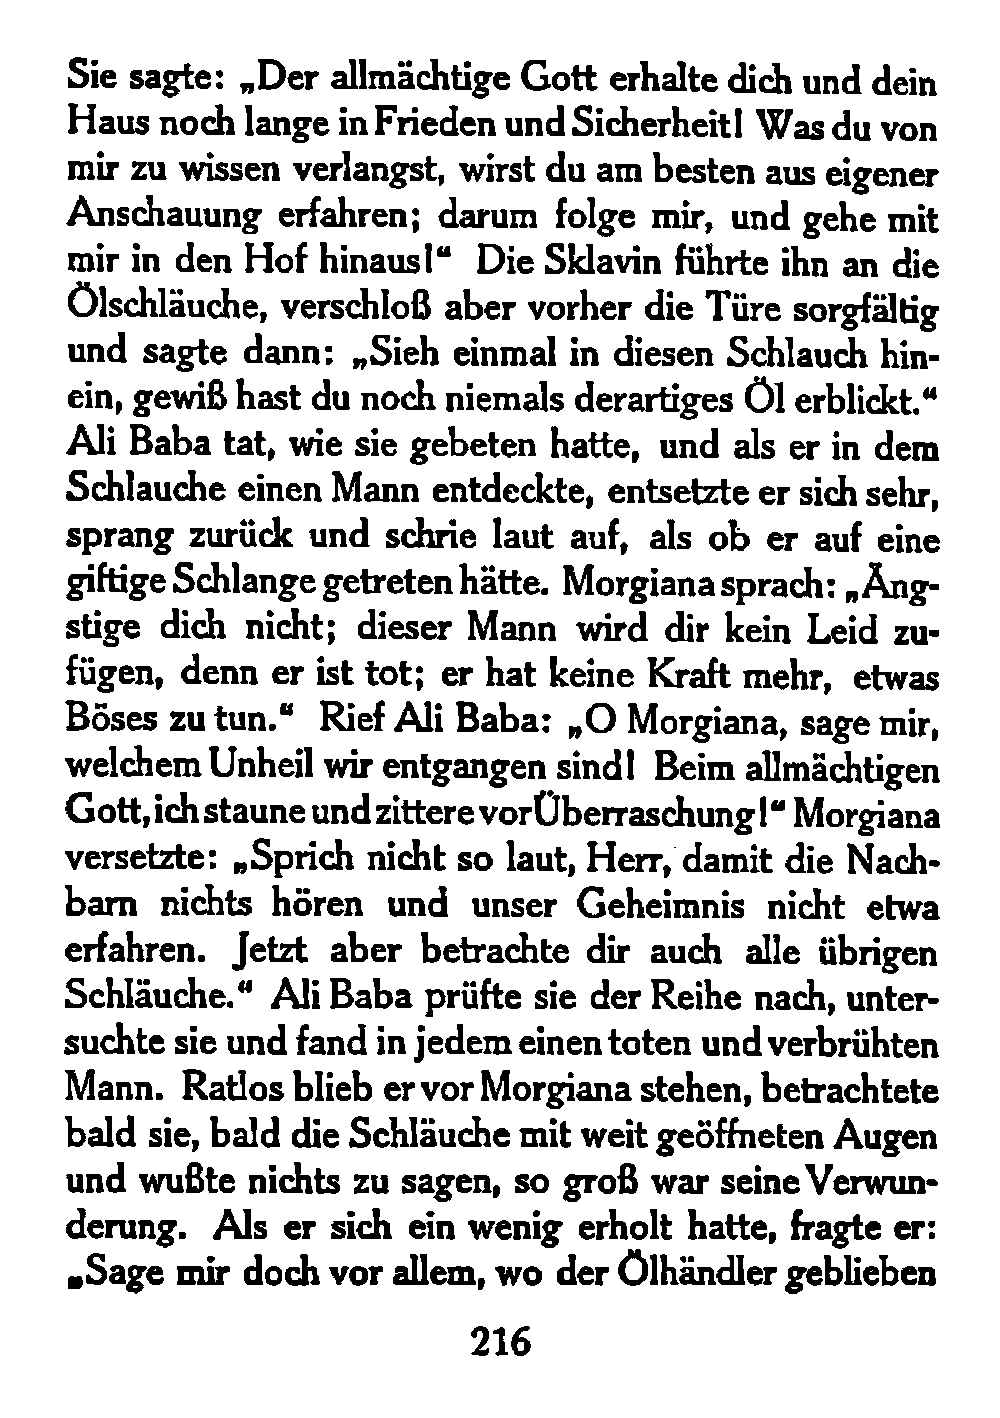 Sie sagte: „Der allmächtige Gott erhalte dich und dein
Haus noch lange in Frieden und Sicherheit! Was du von
mir zu wissen verlangst, wirst du am besten aus eigener
Anschauung erfahren; darum folge mir, und gehe mit
mir in den Hof hinaus!“ Die Sklavin führte ihn an die
Ölschläuche, verschloß aber vorher die Türe sorgfältig
und sagte dann: „Sieh einmal in diesen Schlauch hin-
ein, gewiß hast du noch niemals derartiges Öl erblickt.“
Ali Baba tat, wie sie gebeten hatte, und als er in dem
Schlauche einen Mann entdeckte, entsetzte er sich sehr,
sprang zurück und schrie laut auf, als ob er auf eine
giftige Schlange getreten hätte. Morgiana sprach: „Äng-
stige dich nicht; dieser Mann wird dir kein Leid zu-
fügen, denn er ist tot; er hat keine Kraft mehr, etwas
Böses zu tun.“ Rief Ali Baba: „O Morgiana, sage mir,
welchem Unheil wir entgangen sind! Beim allmächtigen
Gott, ich staune und zittere vor Überraschung!“ Morgiana
versetzte: „Sprich nicht so laut, Herr, damit die Nach-
barn nichts hören und unser Geheimnis nicht etwa
erfahren. Jetzt aber betrachte dir auch alle übrigen
Schläuche.“ Ali Baba prüfte sie der Reihe nach, unter-
suchte sie und fand in jedem einen toten und verbrühten
Mann. Ratlos blieb er vor Morgiana stehen, betrachtete
bald sie, bald die Schläuche mit weit geöffneten Augen
und wußte nichts zu sagen, so groß war seine Verwun-
derung. Als er sich ein wenig erholt hatte, fragte er:
„Sage mir doch vor allem, wo der Ölhändler geblieben
216